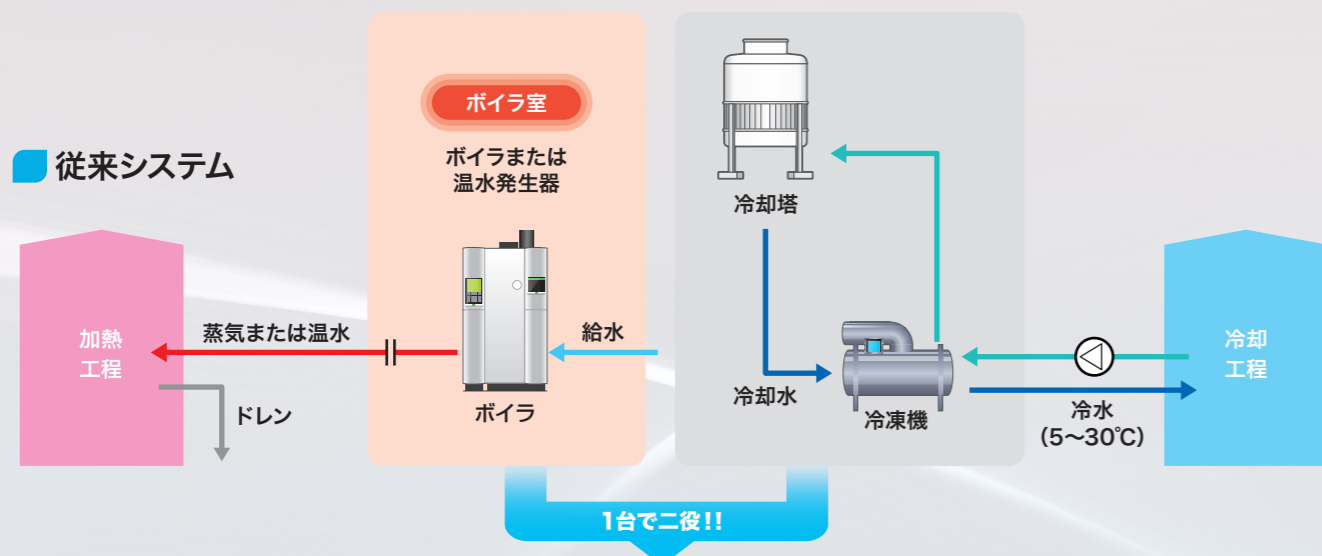 従来システム
ボイラ室
ボイラまたは
温水発生器
冷却塔
加熱
工程
蒸気または温水
給水
ドレン
ボイラ
冷却水
冷凍機
冷水
(5〜30℃)
冷却
工程
1台で二役!!